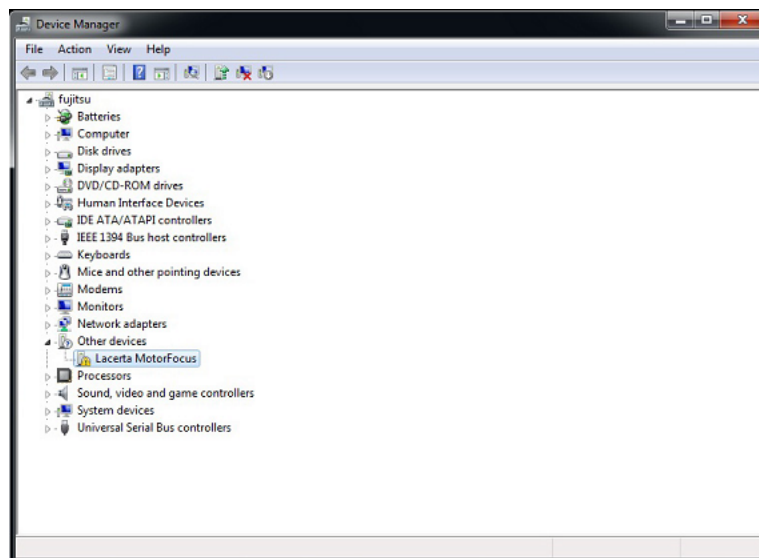 Device Manager
File Action View Help
fujitsu
Batteries
Computer
Disk drives
Display adapters
DVD/CD-ROM drives
Human Interface Devices
IDE ATA/ATAPI controllers
IEEE 1394 Bus host controllers
Keyboards
Mice and other pointing devices
Modems
Monitors
Network adapters
Other devices
Lacerta MotorFocus
Processors
Sound, video and game controllers
System devices
Universal Serial Bus controllers